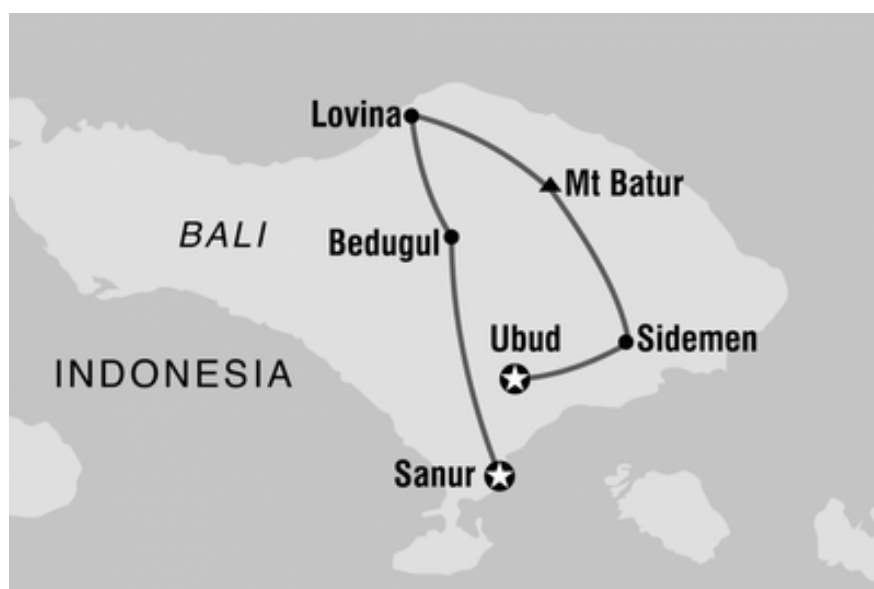 Lovina
Mt Batur
BALI
Bedugul
Ubud
Sidemen
INDONESIA
Sanur